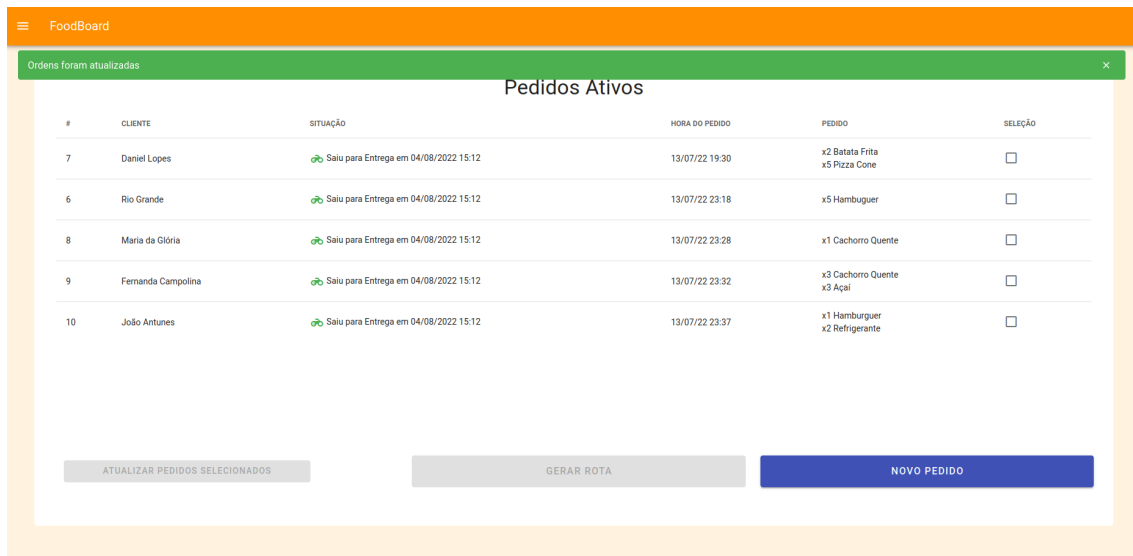 FoodBoard
Ordens foram atualizadas
Pedidos Ativos
# CLIENTE SITUAÇÃO HORA DO PEDIDO PEDIDO SELEÇÃO
7 Daniel Lopes Saiu para Entrega em 04/08/2022 15:12 13/07/22 19:30 x2 Batata Frita
x5 Pizza Cone
6 Rio Grande Saiu para Entrega em 04/08/2022 15:12 13/07/22 23:18 x5 Hambuguer
8 Maria da Glória Saiu para Entrega em 04/08/2022 15:12 13/07/22 23:28 x1 Cachorro Quente
9 Fernanda Campolina Saiu para Entrega em 04/08/2022 15:12 13/07/22 23:32 x3 Cachorro Quente
x3 Açaí
10 João Antunes Saiu para Entrega em 04/08/2022 15:12 13/07/22 23:37 x1 Hamburguer
x2 Refrigerante
ATUALIZAR PEDIDOS SELECIONADOS GERAR ROTA NOVO PEDIDO